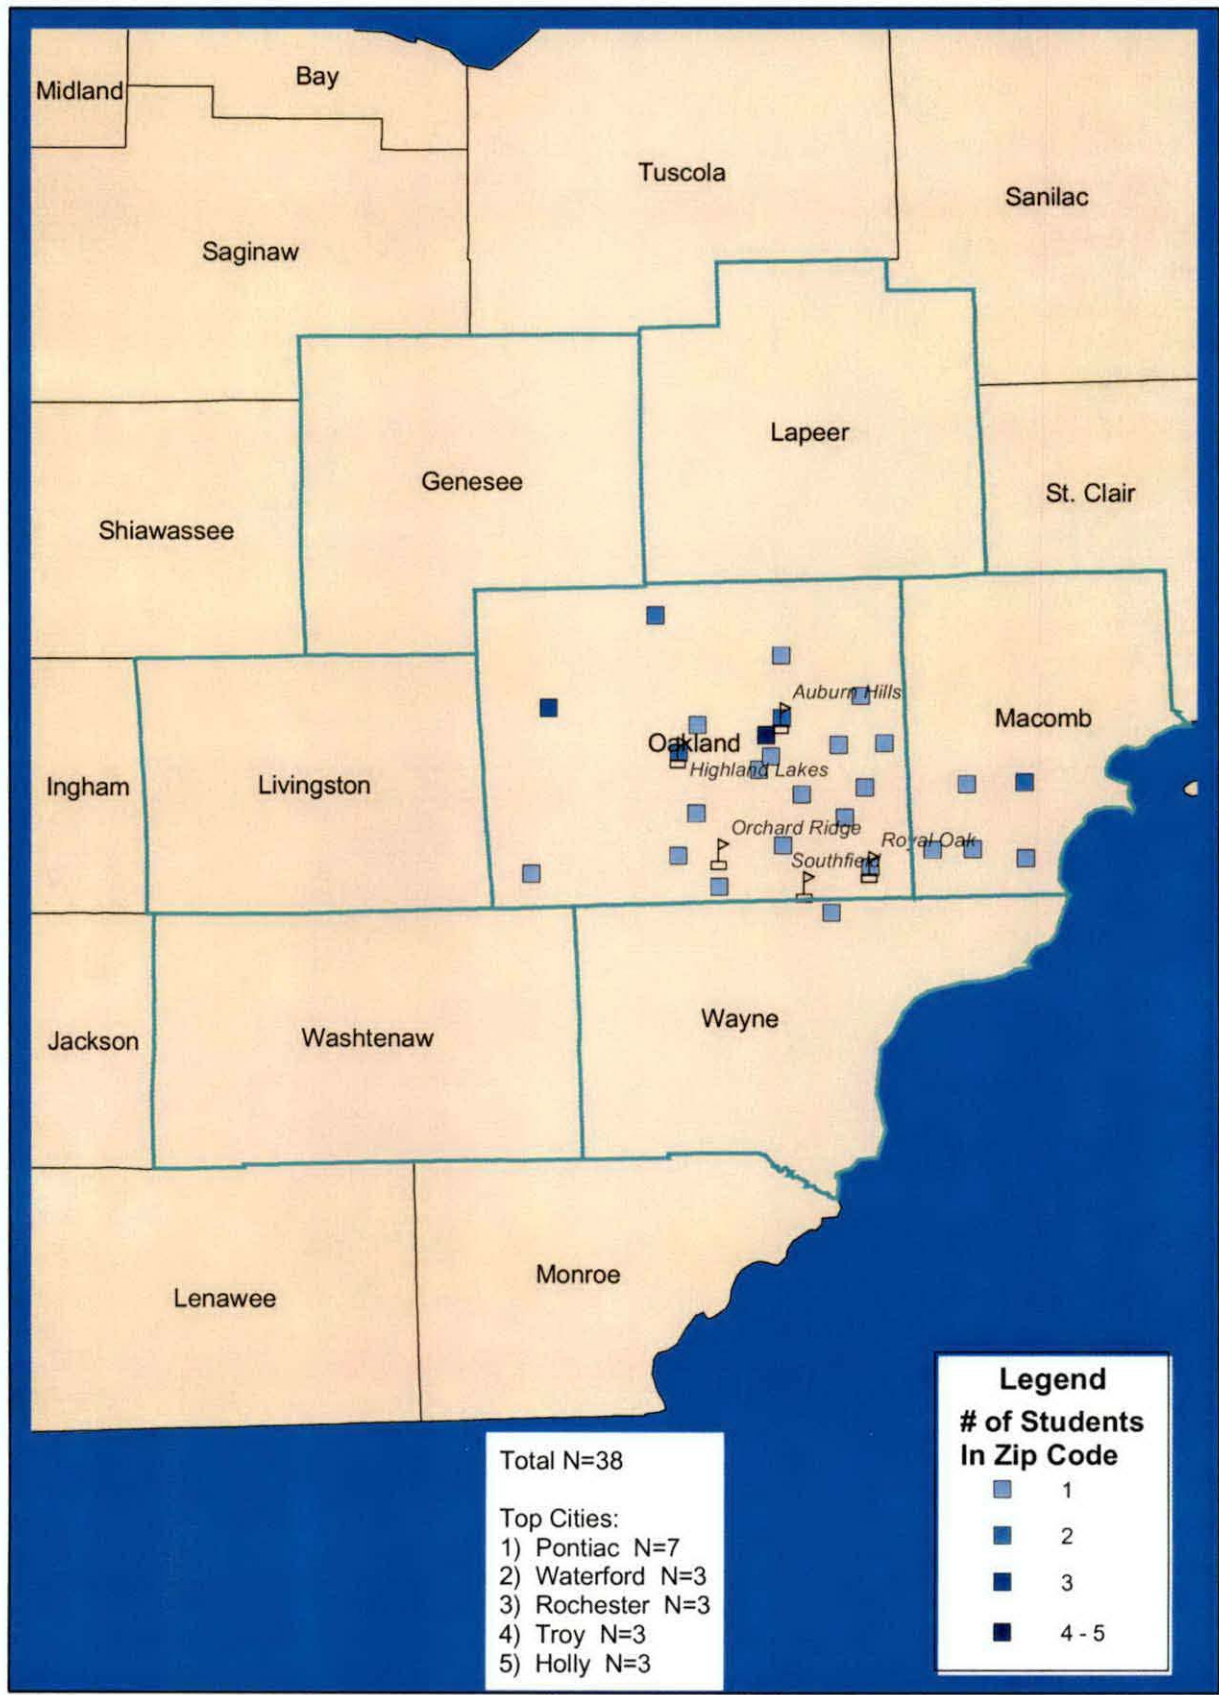 Midland
Bay
Tuscola
Sanilac
Saginaw
Lapeer
Genesee
St. Clair
Shiawassee
Auburn Hills
Macomb
Oakland
Highland Lakes
Ingham
Livingston
Orchard Ridge
Royal Oak
Southfield
Wayne
Washtenaw
Jackson
Monroe
Lenawee
Total N=38
Top Cities:
1) Pontiac N=7
2) Waterford N=3
3) Rochester N=3
4) Troy N=3
5) Holly N=3
Legend
# of Students
In Zip Code
1
2
3
4 - 5